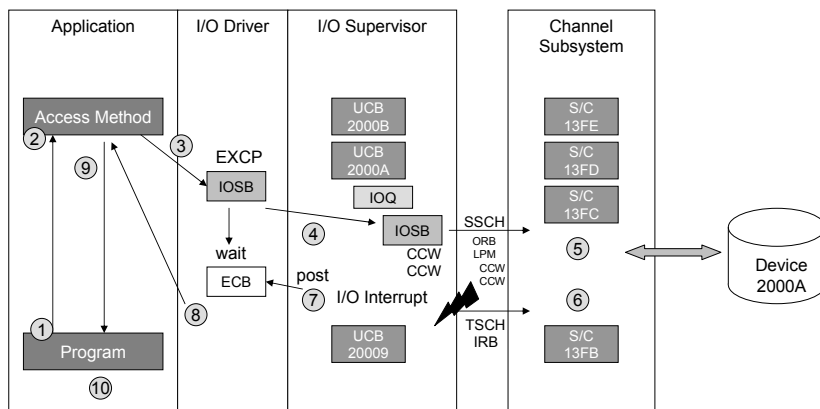 Application
I/O Driver
I/O Supervisor
Channel
Subsystem
Access Method
2
9
3
1
Program
10
8
EXCP
IOSB
wait
ECB
4
post
7
UCB
2000B
UCB
2000A
IOQ
IOSB
CCW
CCW
I/O Interrupt
UCB
20009
SSCH
ORB
LPM
CCW
CCW
TSCH
IRB
S/C
13FE
S/C
13FD
S/C
13FC
5
6
S/C
13FB
Device
2000A